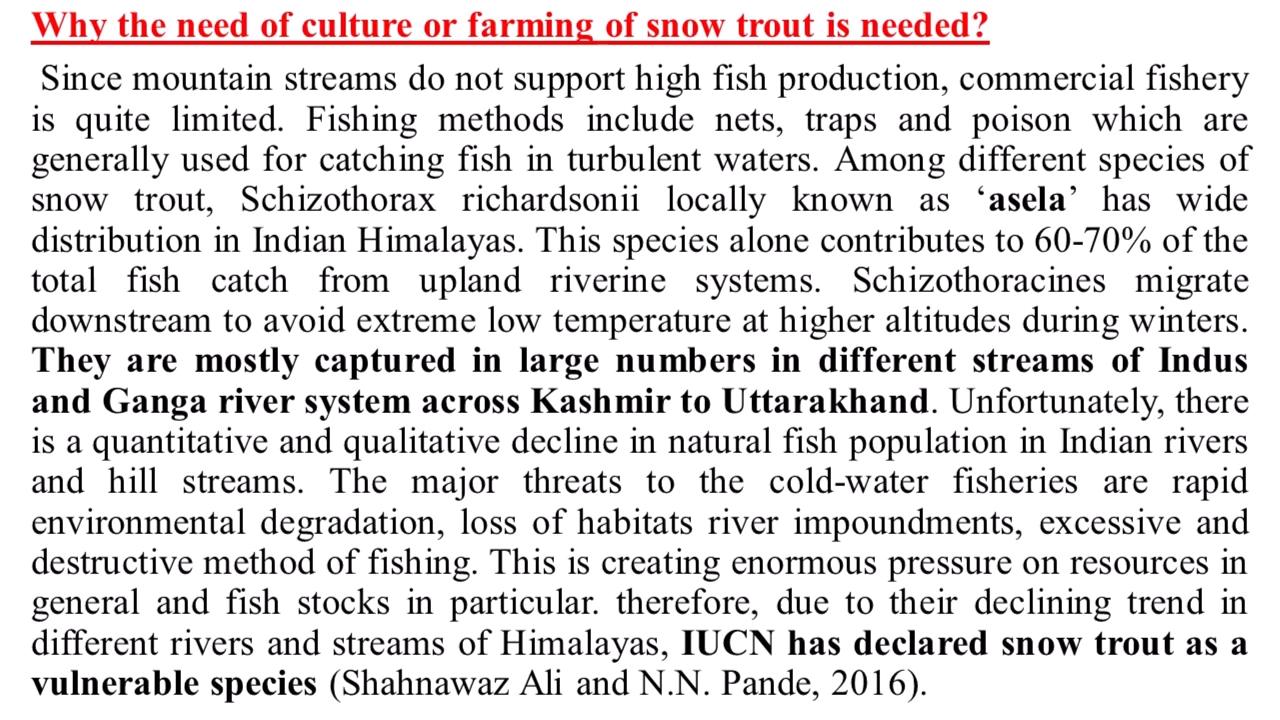 Why the need of culture or farming of snow trout is needed?
Since mountain streams do not support high fish production, commercial fishery
is quite limited. Fishing methods include nets, traps and poison which are
generally used for catching fish in turbulent waters. Among different species of
snow trout, Schizothorax richardsonii locally known as ‘asela’ has wide
distribution in Indian Himalayas. This species alone contributes to 60-70% of the
total fish catch from upland riverine systems. Schizothoracines migrate
downstream to avoid extreme low temperature at higher altitudes during winters.
They are mostly captured in large numbers in different streams of Indus
and Ganga river system across Kashmir to Uttarakhand. Unfortunately, there
is a quantitative and qualitative decline in natural fish population in Indian rivers
and hill streams. The major threats to the cold-water fisheries are rapid
environmental degradation, loss of habitats river impoundments, excessive and
destructive method of fishing. This is creating enormous pressure on resources in
general and fish stocks in particular. therefore, due to their declining trend in
different rivers and streams of Himalayas, IUCN has declared snow trout as a
vulnerable species (Shahnawaz Ali and N.N. Pande, 2016).